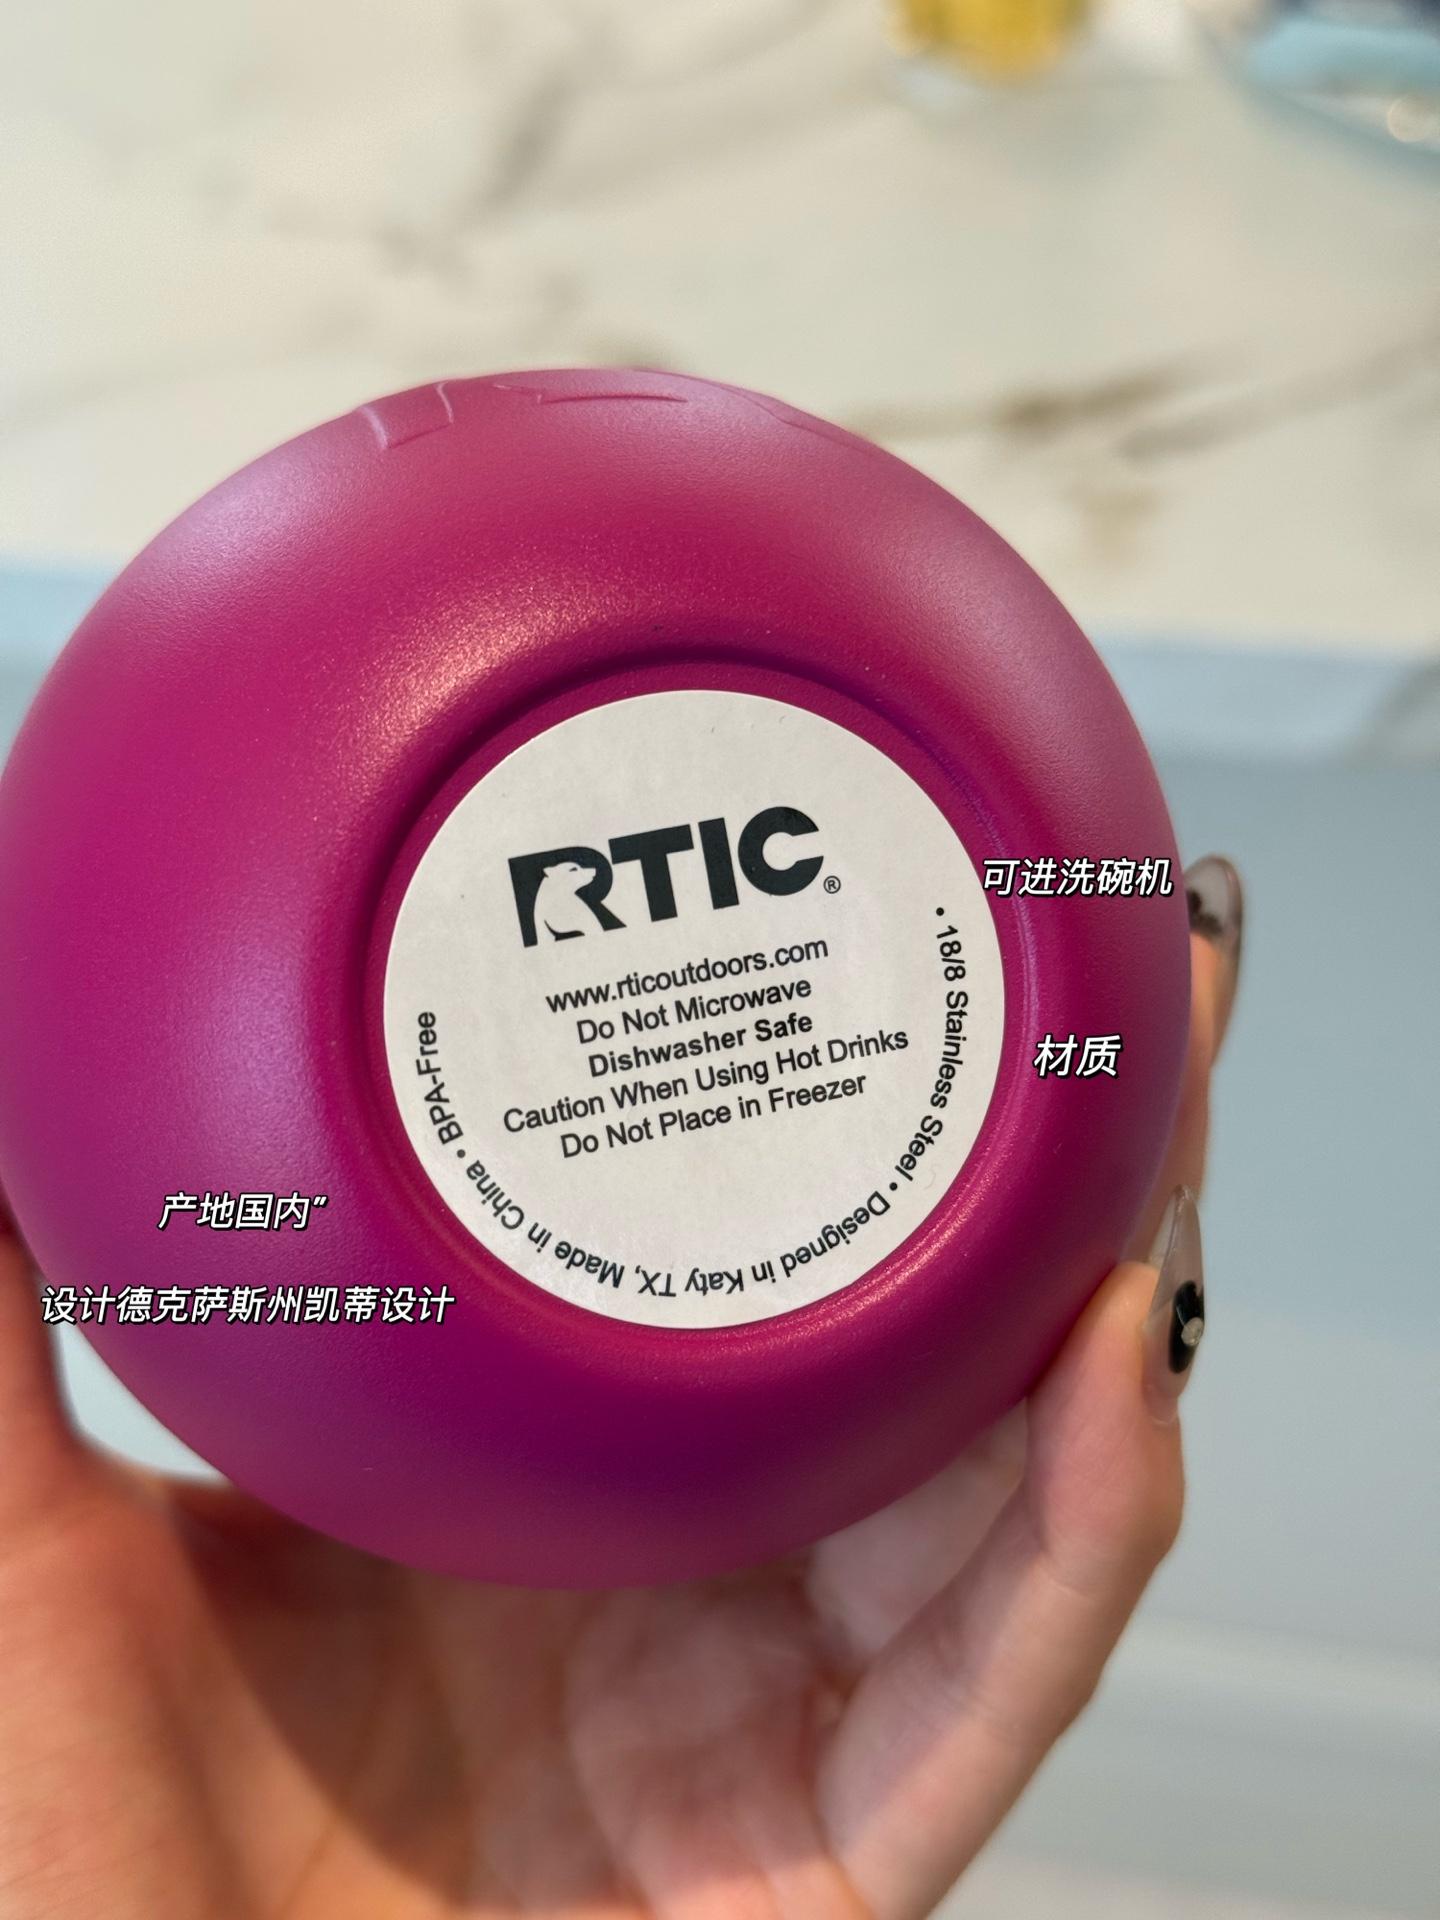 RTIC®
www.rticoutdoors.com
Do Not Microwave
Dishwasher Safe
Caution When Using Hot Drinks
Do Not Place in Freezer
• 18/8 Stainless Steel • Designed in Katy TX, Made in China • BPA-Free
可进洗碗机
材质
产地国内”
设计德克萨斯州凯蒂设计